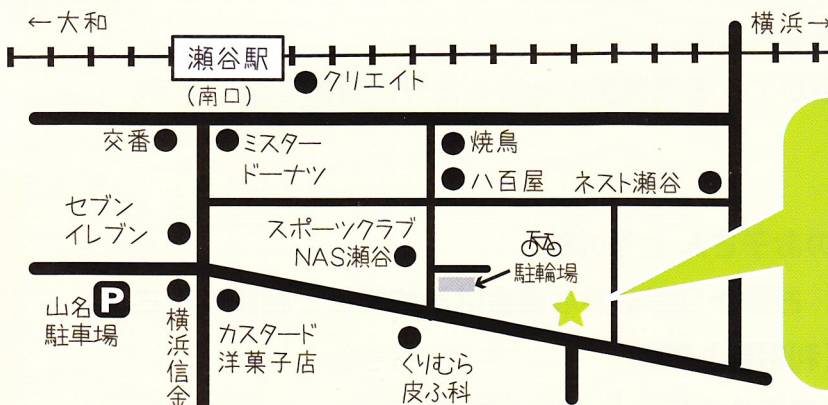 ←大和
横浜→
瀬谷駅
(南口)
クリエイト
交番
ミスター
ドーナツ
焼鳥
八百屋
ネスト瀬谷
セブン
イレブン
スポーツクラブ
NAS瀬谷
駐輪場
山名
駐車場
P
横浜信金
カスタード
洋菓子店
くりむら
皮ふ科